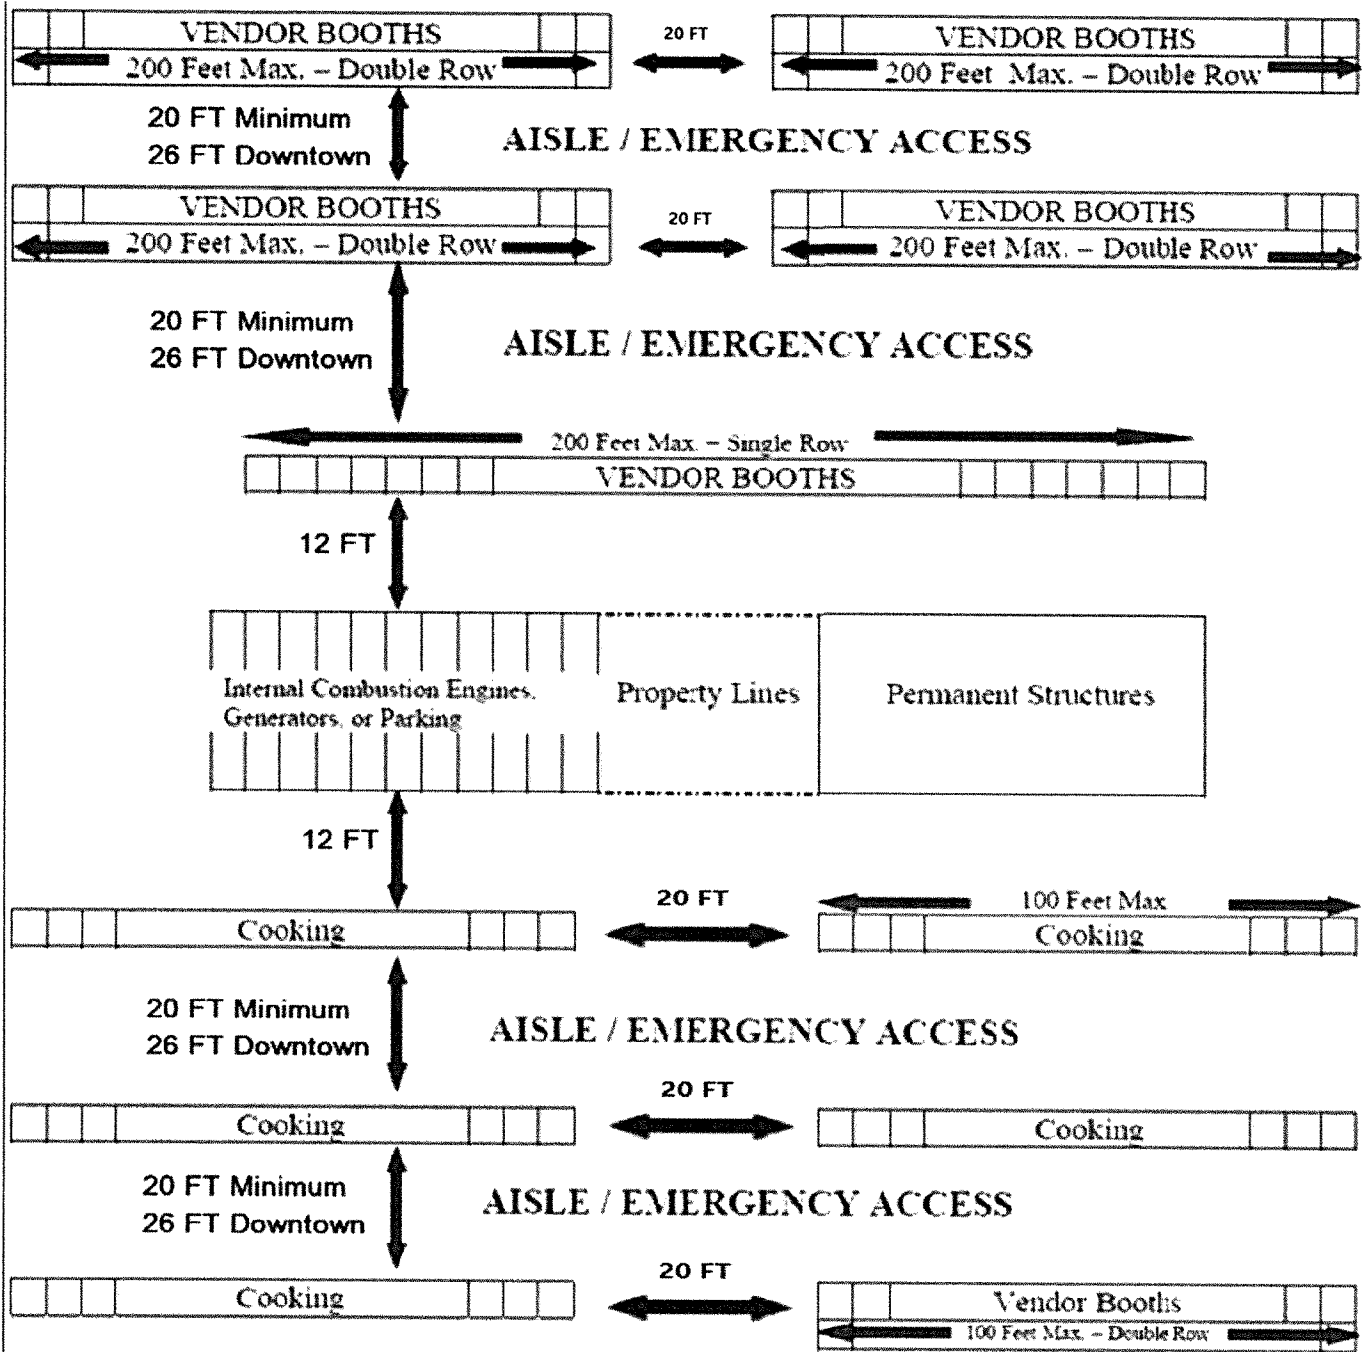 VENDOR BOOTHS
200 Feet Max. – Double Row
20 FT
VENDOR BOOTHS
200 Feet Max. – Double Row
20 FT Minimum
26 FT Downtown
AISLE / EMERGENCY ACCESS
VENDOR BOOTHS
200 Feet Max. – Double Row
20 FT
VENDOR BOOTHS
200 Feet Max. – Double Row
20 FT Minimum
26 FT Downtown
AISLE / EMERGENCY ACCESS
200 Feet Max. – Single Row
VENDOR BOOTHS
12 FT
Internal Combustion Engines,
Generators, or Parking
Property Lines
Permanent Structures
12 FT
Cooking
20 FT
100 Feet Max
Cooking
20 FT Minimum
26 FT Downtown
AISLE / EMERGENCY ACCESS
Cooking
20 FT
Cooking
20 FT Minimum
26 FT Downtown
AISLE / EMERGENCY ACCESS
Cooking
20 FT
Vendor Booths
100 Feet Max. – Double Row